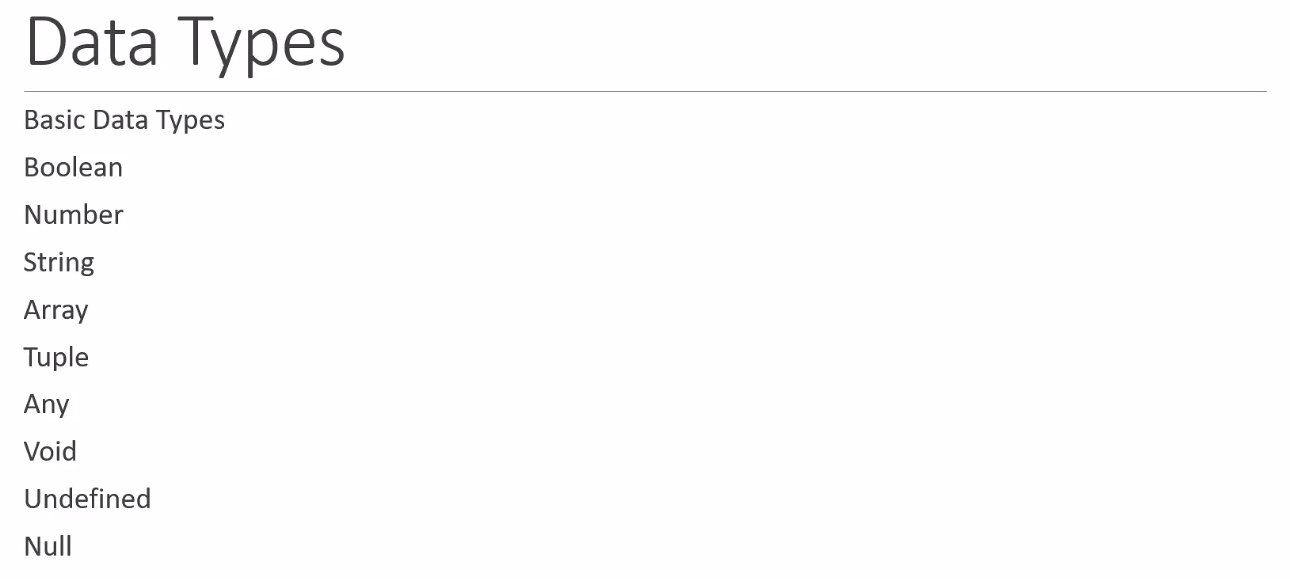 Data Types
Basic Data Types
Boolean
Number
String
Array
Tuple
Any
Void
Undefined
Null